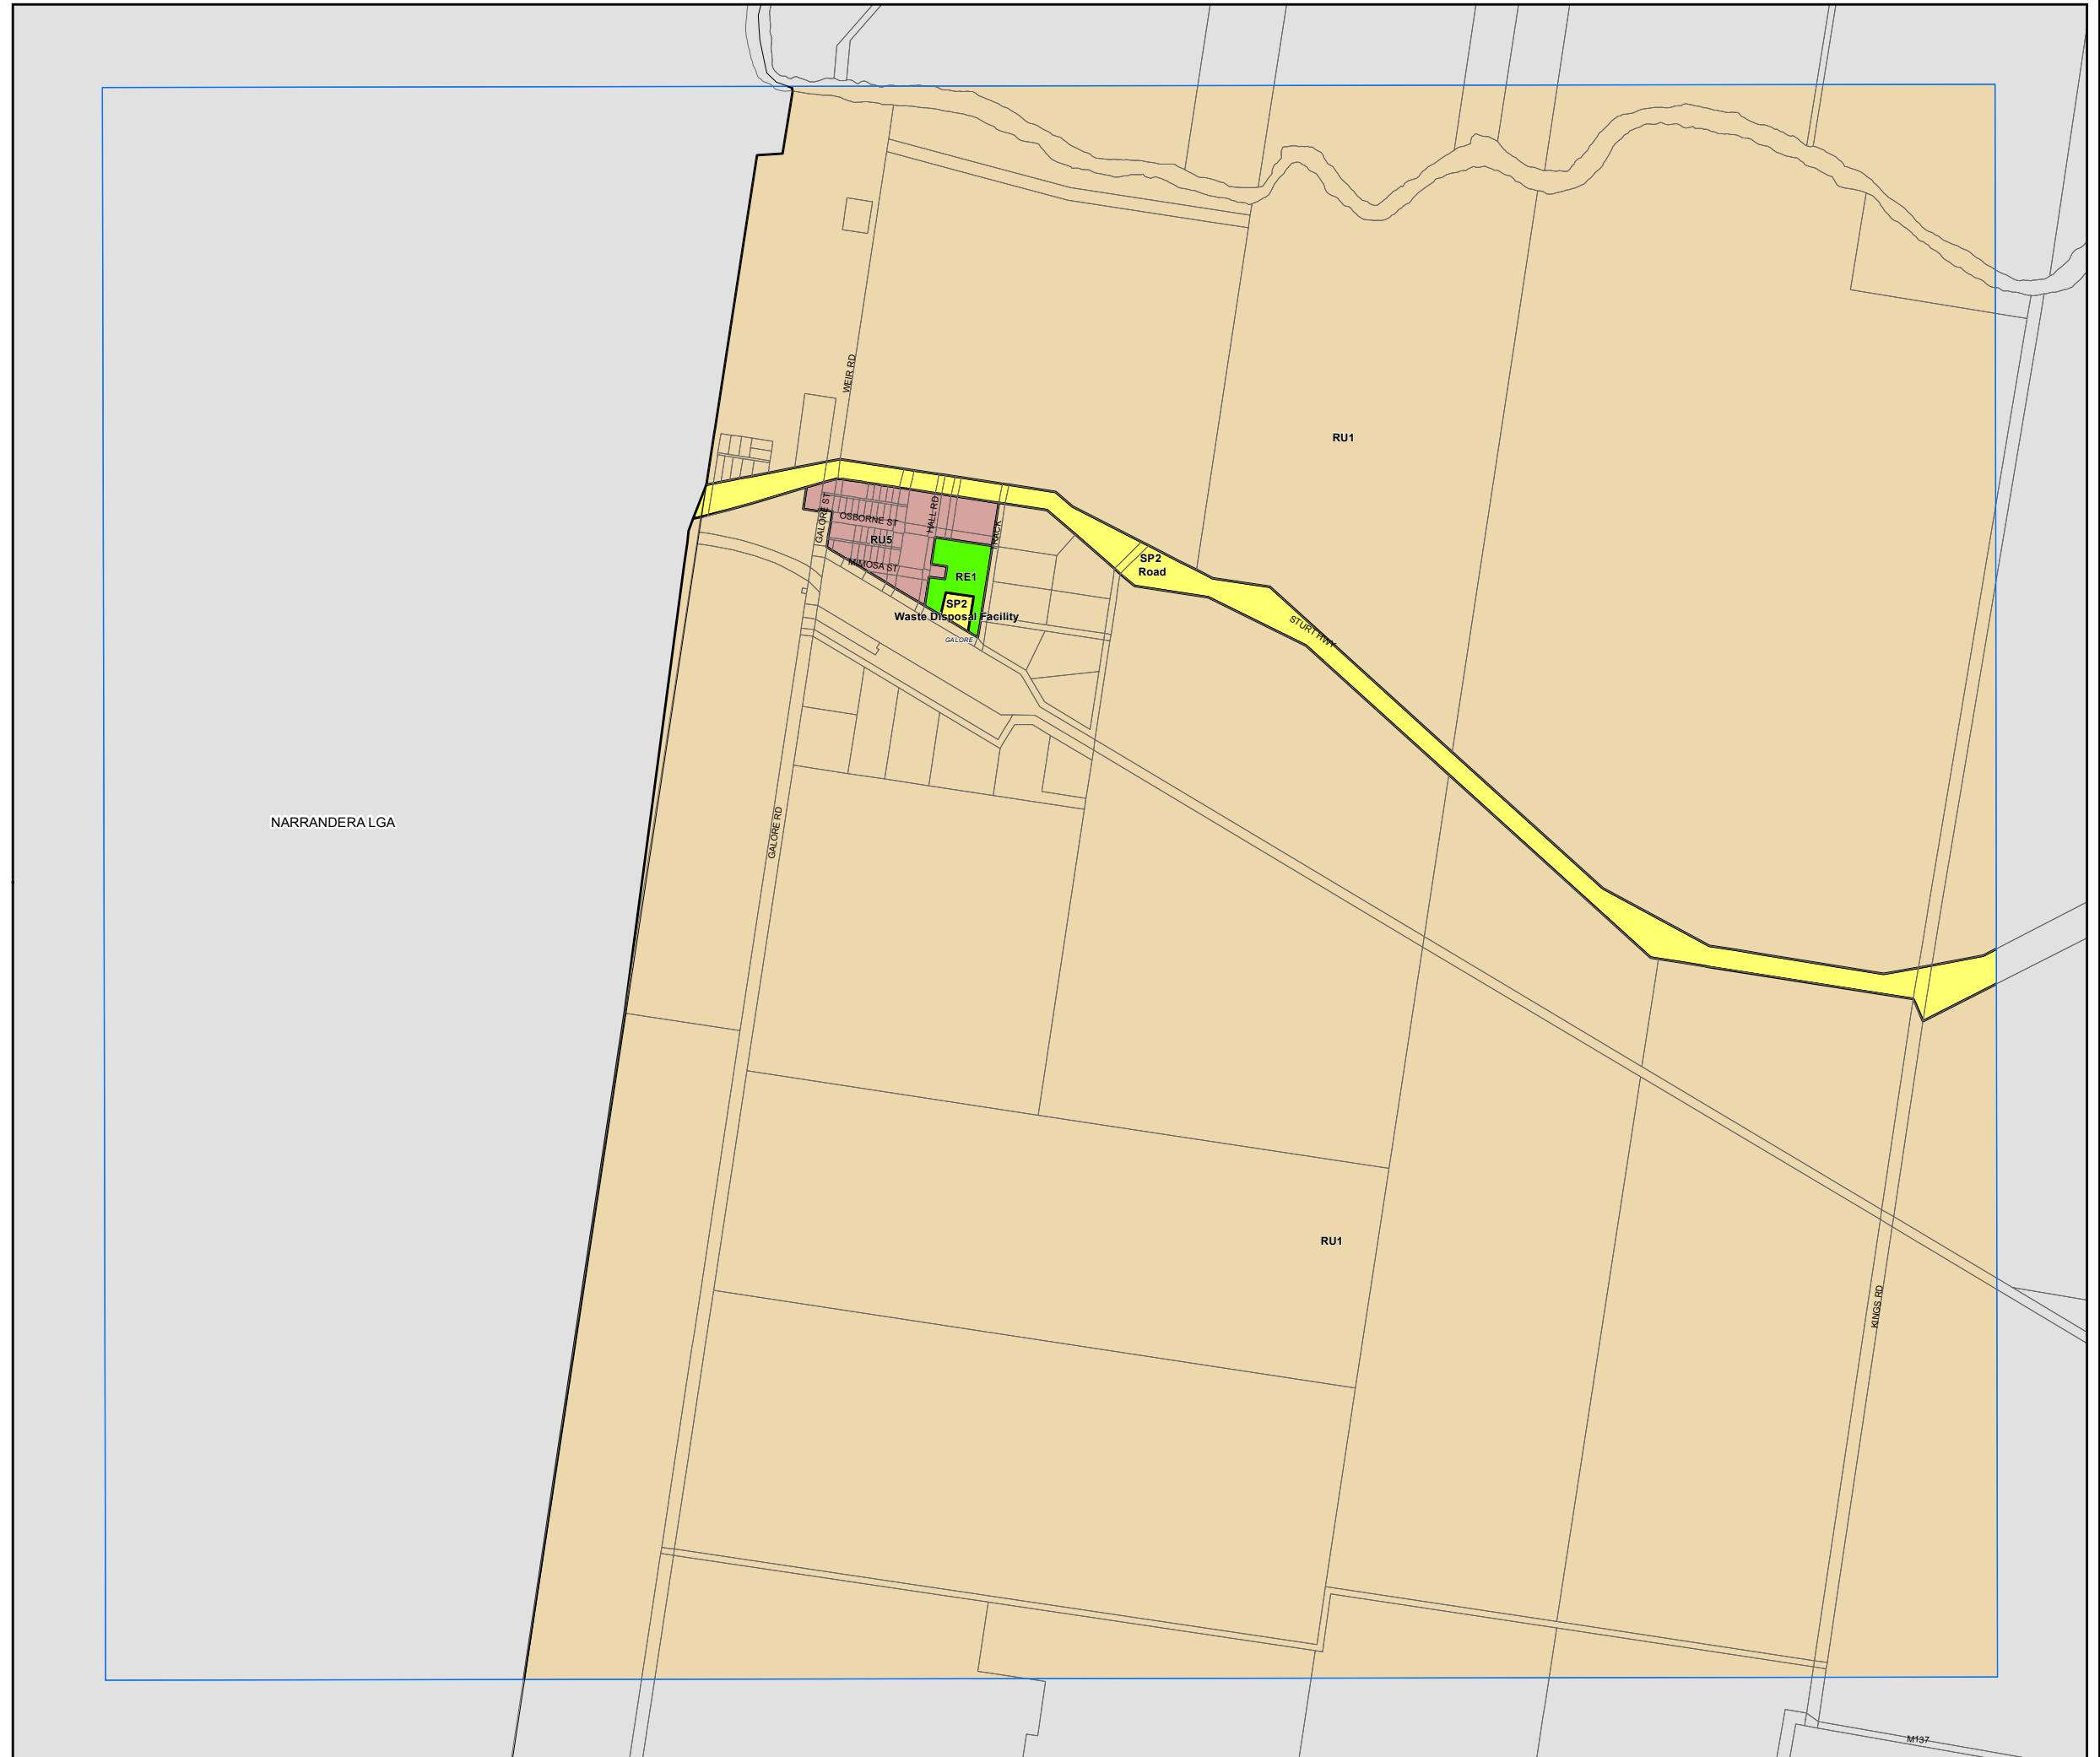 WEIR RD
RU1
GALORE ST
OSBORNE ST
HALL RD
RACK
RU5
MIMOSA ST
RE1
SP2
Road
SP2
Waste Disposal Facility
GALORE
STURT HWY
NARRANDERA LGA
GALORE RD
RU1
KINGS RD
M137